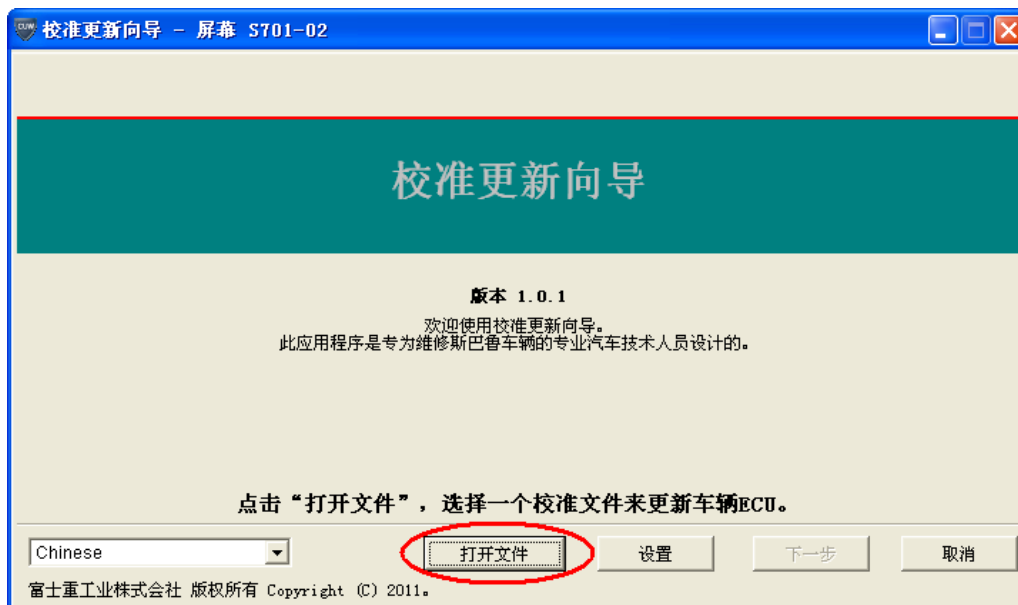 CUW 校准更新向导 - 屏幕 S701-02
校准更新向导
版本 1.0.1
欢迎使用校准更新向导。
此应用程序是专为维修斯巴鲁车辆的专业汽车技术人员设计的。
点击“打开文件”，选择一个校准文件来更新车辆ECU。
Chinese 打开文件 设置 下一步 取消
富士重工业株式会社 版权所有 Copyright (C) 2011。